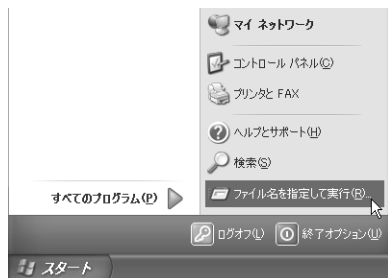 マイ ネットワーク
コントロール パネル(C)
プリンタと FAX
ヘルプとサポート(H)
検索(S)
すべてのプログラム(P)
ファイル名を指定して実行(R)...
ログオフ(L)
終了オプション(U)
スタート